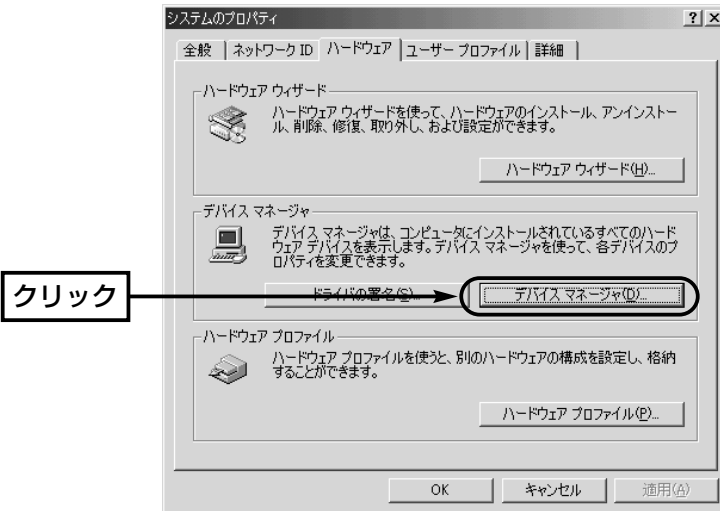 システムのプロパティ
? ×
全般 ネットワーク ID ハードウェア ユーザー プロファイル 詳細
ハードウェア ウィザード
ハードウェア ウィザードを使って、ハードウェアのインストール、アンインストー
ル、削除、修復、取り外し、および設定ができます。
ハードウェア ウィザード(H)...
デバイス マネージャ
デバイス マネージャは、コンピュータにインストールされているすべてのハード
ウェア デバイスを表示します。デバイス マネージャを使って、各デバイスのプ
ロパティを変更できます。
クリック
ドライバの署名(S)... デバイス マネージャ(D)...
ハードウェア プロファイル
ハードウェア プロファイルを使うと、別のハードウェアの構成を設定し、格納
することができます。
ハードウェア プロファイル(P)...
OK キャンセル 適用(A)